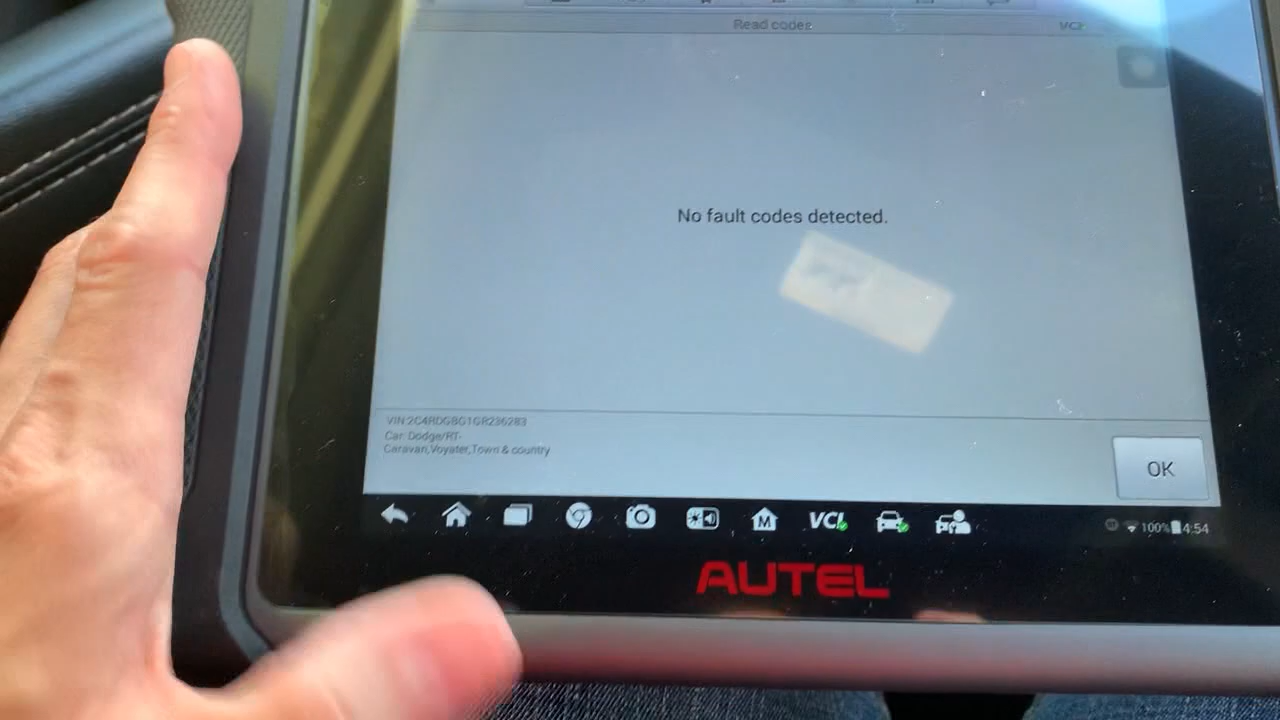 Read codes
VCI
No fault codes detected.
VIN:2C4RDGBG1GR236283
Car: Dodge/RT-
Caravan,Voyater,Town & country
OK
M
VCI
100%
4:54
AUTEL